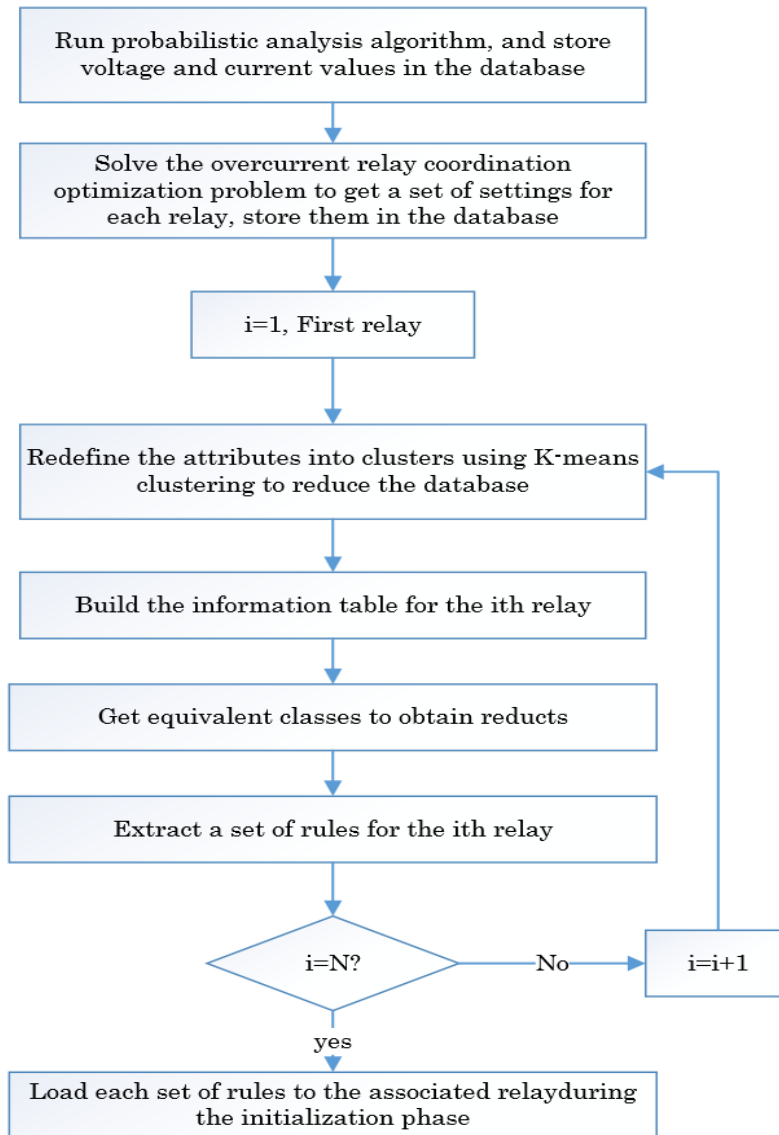 Run probabilistic analysis algorithm, and store
voltage and current values in the database
Solve the overcurrent relay coordination
optimization problem to get a set of settings for
each relay, store them in the database
i=1, First relay
Redefine the attributes into clusters using K-means
clustering to reduce the database
Build the information table for the ith relay
Get equivalent classes to obtain reducts
Extract a set of rules for the ith relay
i=N?
No
i=i+1
yes
Load each set of rules to the associated relayduring
the initialization phase